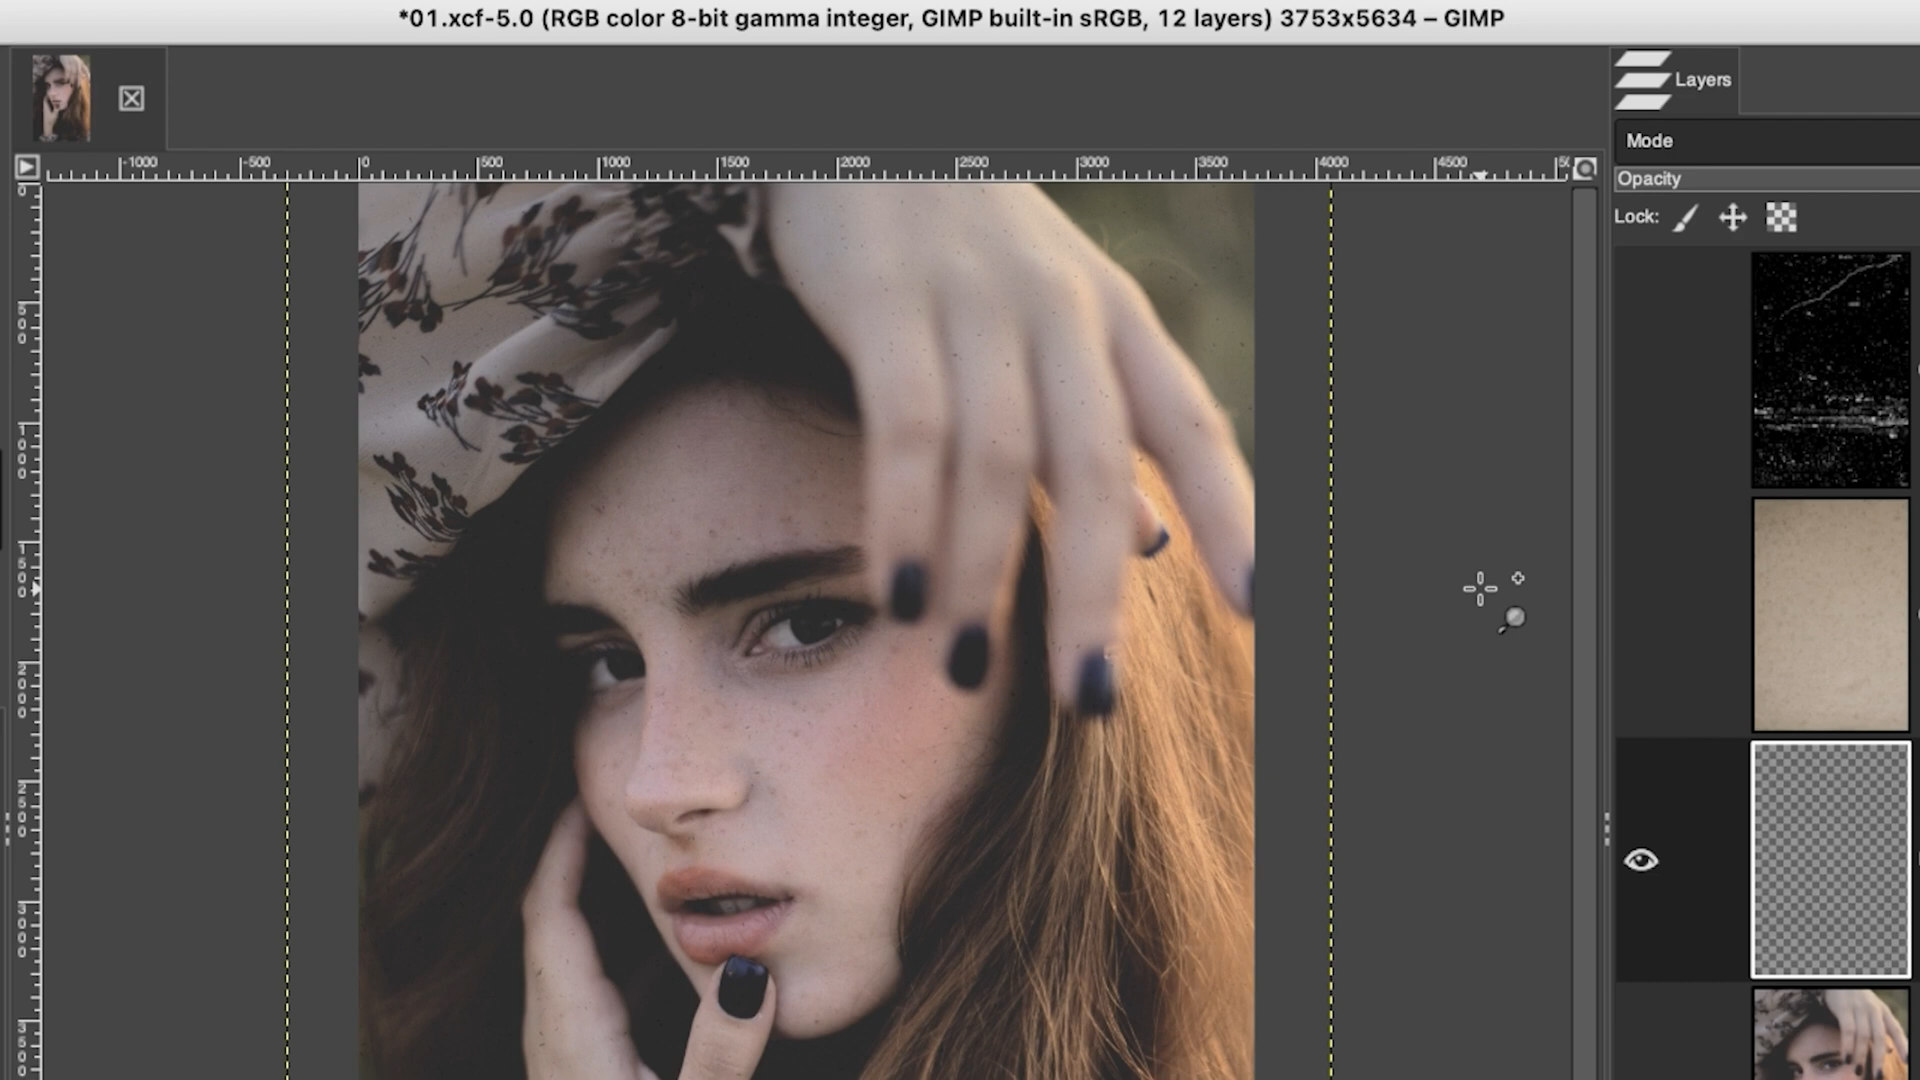 *01.xcf-5.0 (RGB color 8-bit gamma integer, GIMP built-in sRGB, 12 layers) 3753x5634 – GIMP
Layers
Mode
Opacity
Lock:
-1000 -500 0 500 1000 1500 2000 2500 3000 3500 4000 4500
0
500
1000
1500
2000
2500
3000
3500